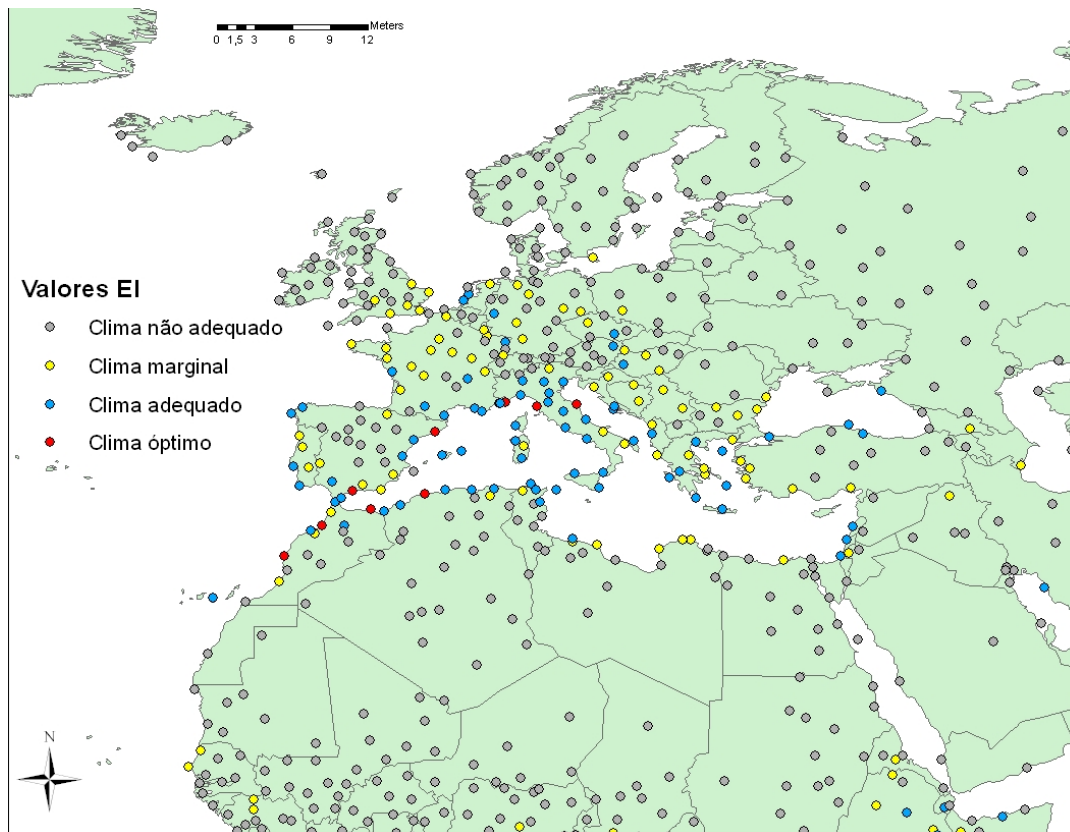 Meters
0 1,5 3 6 9 12
Valores EI
Clima não adequado
Clima marginal
Clima adequado
Clima óptimo
N